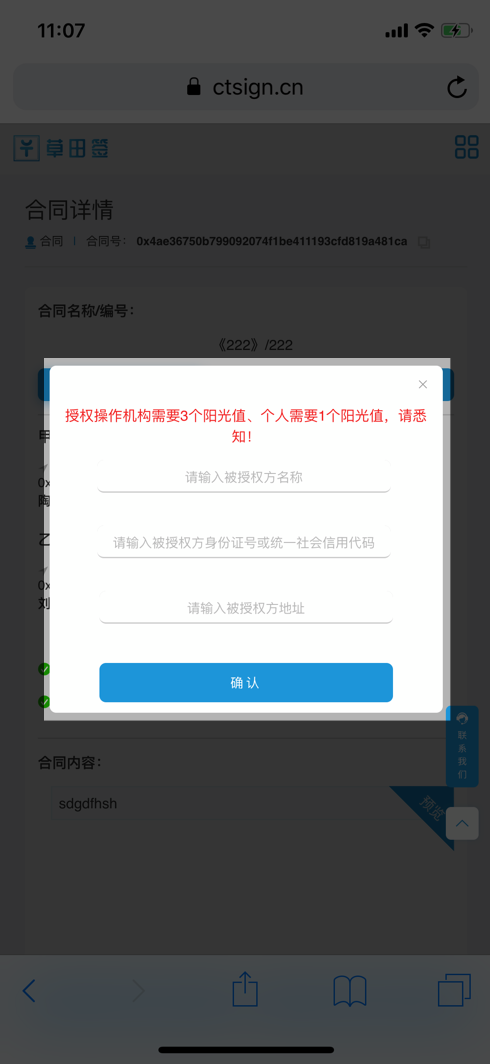 11:07
ctsign.cn
草田签
合同详情
合同 | 合同号： 0x4ae36750b799092074f1be411193cfd819a481ca
合同名称/编号：
《222》/222
授权操作机构需要3个阳光值、个人需要1个阳光值，请悉
知！
甲
请输入被授权方名称
0x
陶
请输入被授权方身份证号或统一社会信用代码
乙
0x
刘
请输入被授权方地址
确 认
联系我们
合同内容：
sdgdfhsh
预览